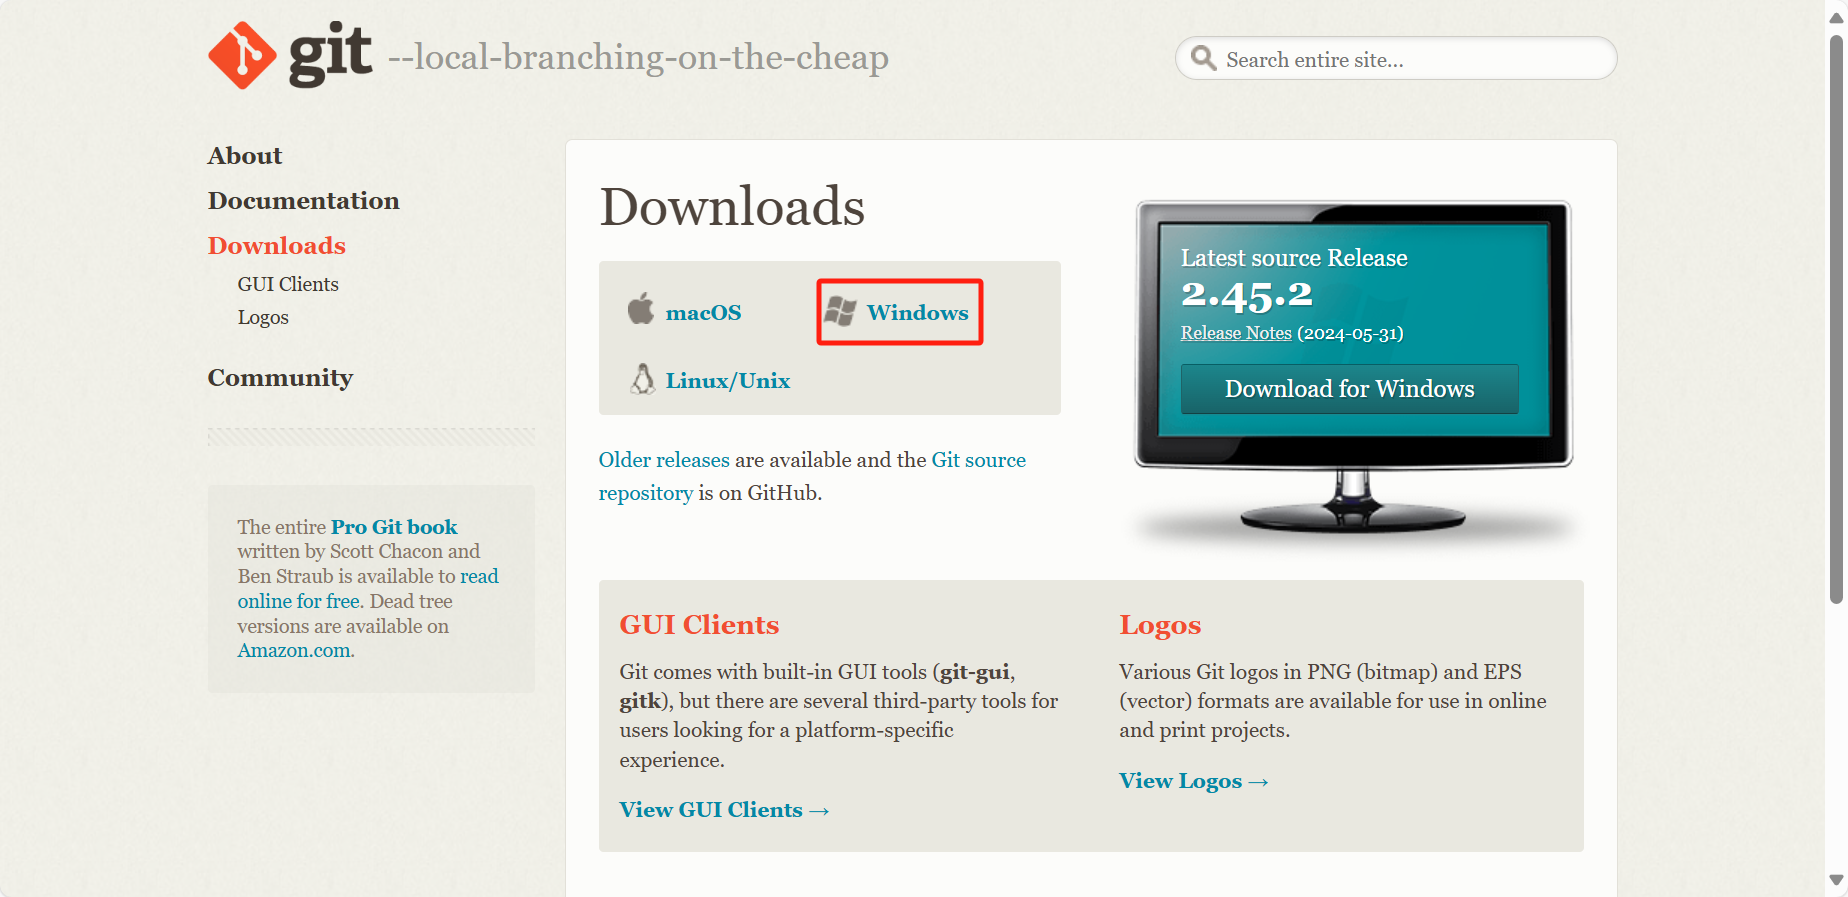 git --local-branching-on-the-cheap
Search entire site...
About
Documentation
Downloads
GUI Clients
Logos
Community
The entire Pro Git book
written by Scott Chacon and
Ben Straub is available to read
online for free. Dead tree
versions are available on
Amazon.com.
Downloads
macOS
Windows
Linux/Unix
Older releases are available and the Git source
repository is on GitHub.
Latest source Release
2.45.2
Release Notes (2024-05-31)
Download for Windows
GUI Clients
Git comes with built-in GUI tools (git-gui,
gitk), but there are several third-party tools for
users looking for a platform-specific
experience.
View GUI Clients →
Logos
Various Git logos in PNG (bitmap) and EPS
(vector) formats are available for use in online
and print projects.
View Logos →